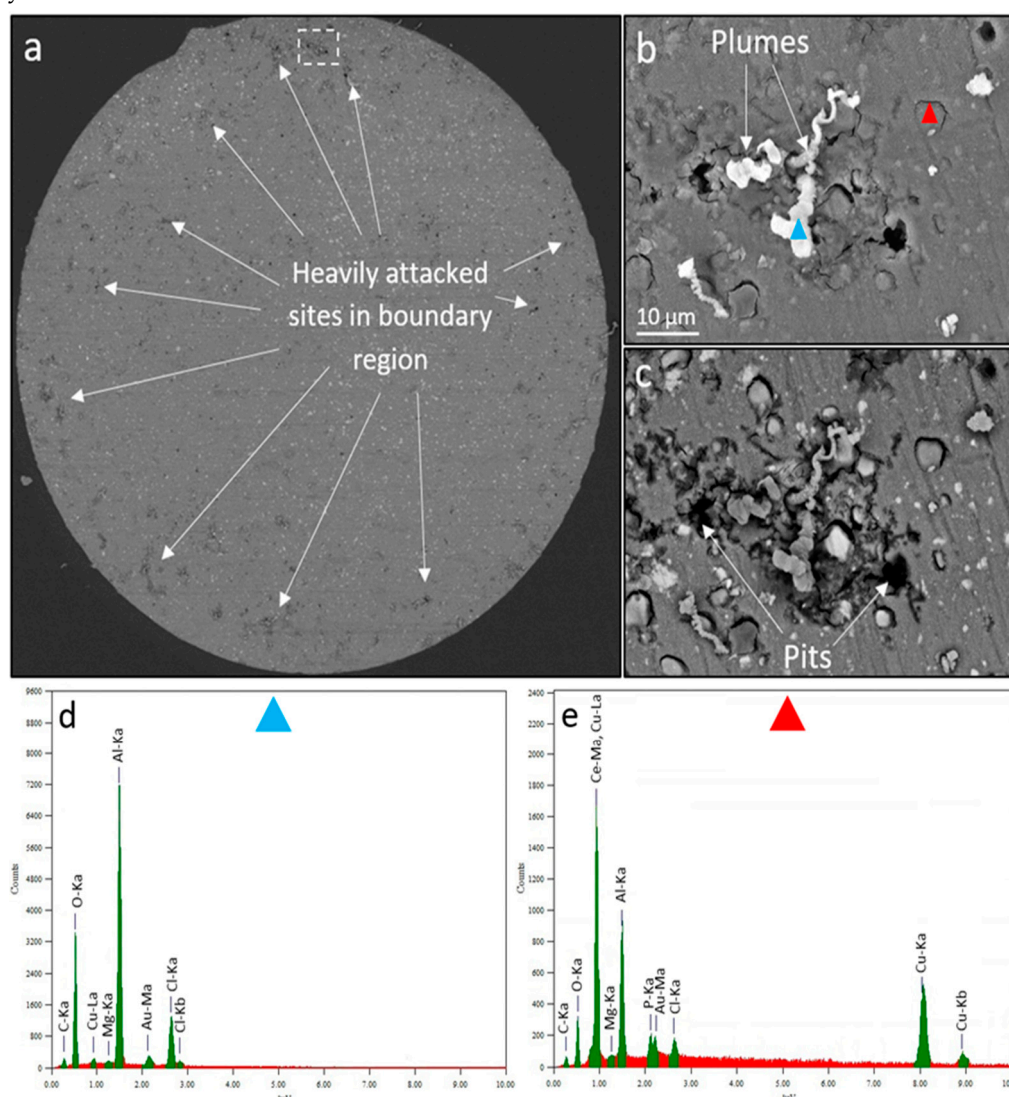 a
Heavily attacked
sites in boundary
region
b
Plumes
10 µm
c
Pits
d
9600
8800
8000
7200
6400
5600
4800
4000
3200
2400
1600
800
0
Counts
C-Ka
O-Ka
Cu-La
Mg-Ka
Al-Ka
Au-Ma
Cl-Ka
Cl-Kb
0.00 1.00 2.00 3.00 4.00 5.00 6.00 7.00 8.00 9.00 10.00
e
2400
2200
2000
1800
1600
1400
1200
1000
800
600
400
200
0
Counts
C-Ka
O-Ka
Ce-Ma, Cu-La
Mg-Ka
Al-Ka
P-Ka
Au-Ma
Cl-Ka
Cu-Ka
Cu-Kb
0.00 1.00 2.00 3.00 4.00 5.00 6.00 7.00 8.00 9.00 10.00